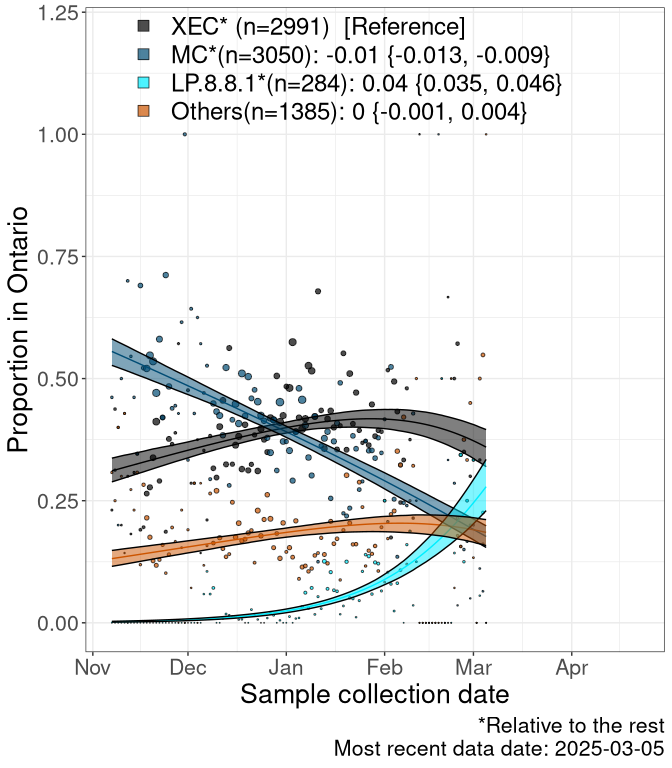 XEC* (n=2991) [Reference]
MC*(n=3050): -0.01 {-0.013, -0.009}
LP.8.8.1*(n=284): 0.04 {0.035, 0.046}
Others(n=1385): 0 {-0.001, 0.004}
1.25
1.00
0.75
0.50
0.25
0.00
Proportion in Ontario
Nov Dec Jan Feb Mar Apr
Sample collection date
*Relative to the rest
Most recent data date: 2025-03-05